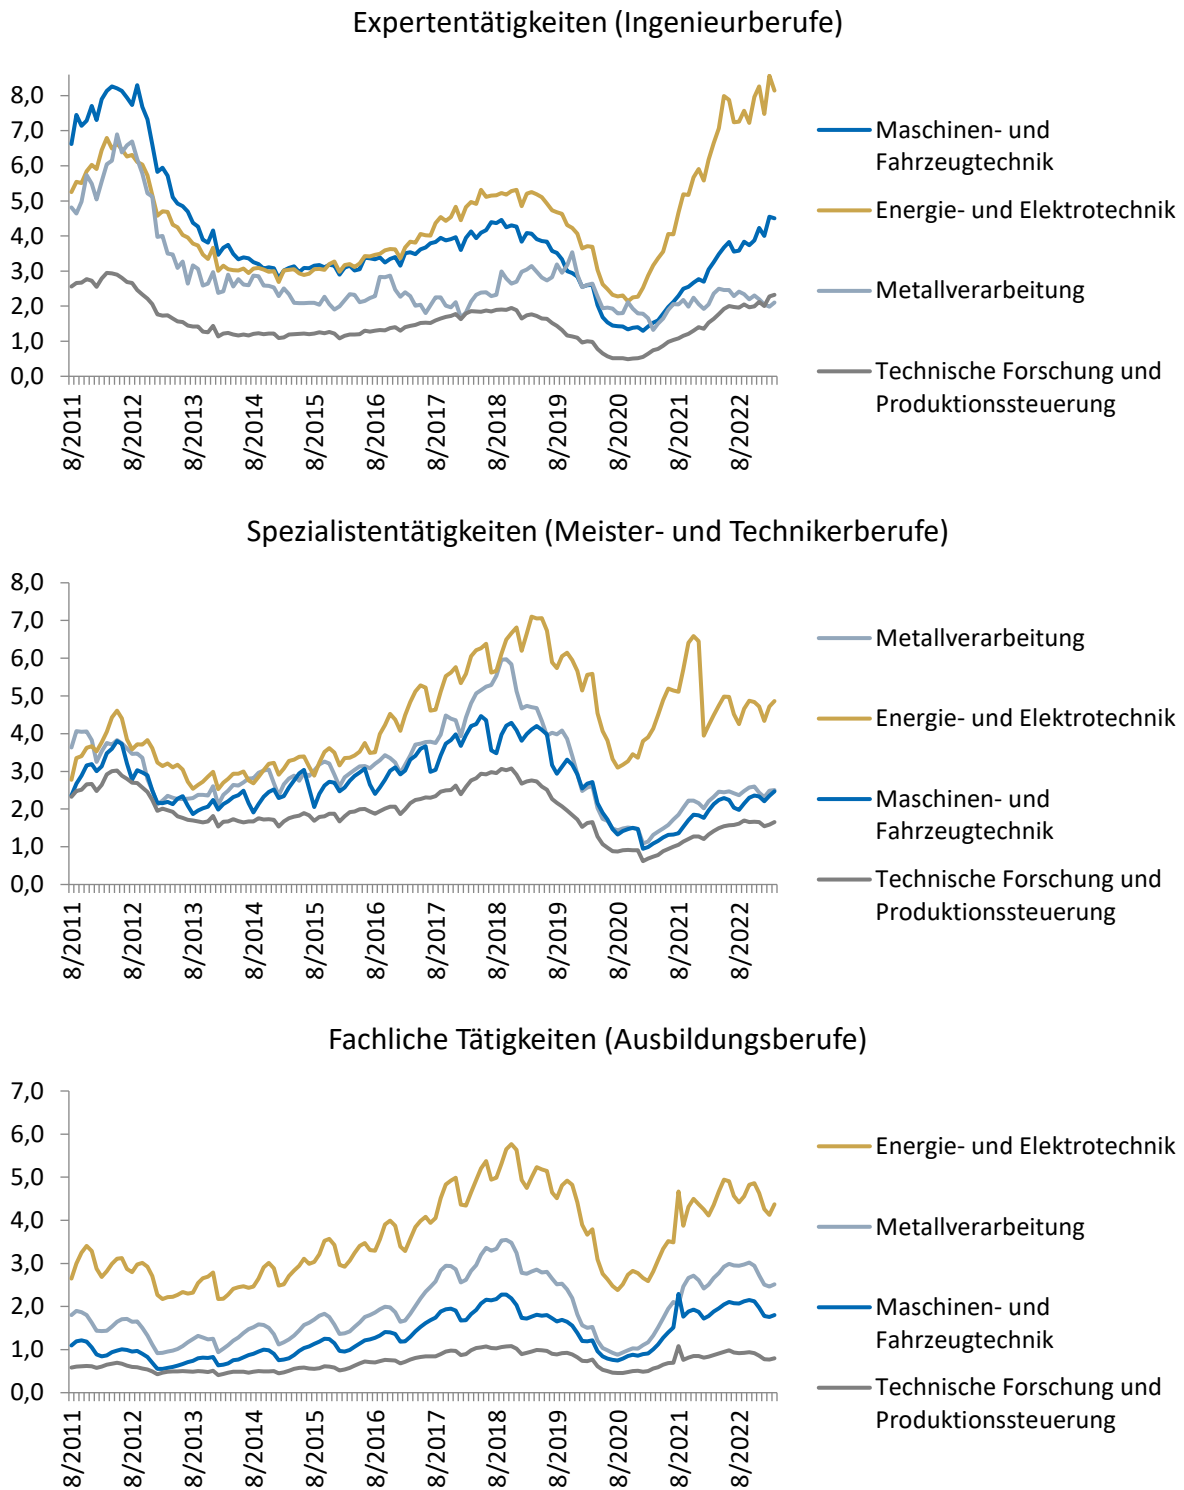 Expertentätigkeiten (Ingenieurberufe)
8,0
7,0
6,0
5,0
4,0
3,0
2,0
1,0
0,0
8/2011
8/2012
8/2013
8/2014
8/2015
8/2016
8/2017
8/2018
8/2019
8/2020
8/2021
8/2022
Maschinen- und
Fahrzeugtechnik
Energie- und Elektrotechnik
Metallverarbeitung
Technische Forschung und
Produktionssteuerung
Spezialistentätigkeiten (Meister- und Technikerberufe)
8,0
7,0
6,0
5,0
4,0
3,0
2,0
1,0
0,0
8/2011
8/2012
8/2013
8/2014
8/2015
8/2016
8/2017
8/2018
8/2019
8/2020
8/2021
8/2022
Metallverarbeitung
Energie- und Elektrotechnik
Maschinen- und
Fahrzeugtechnik
Technische Forschung und
Produktionssteuerung
Fachliche Tätigkeiten (Ausbildungsberufe)
7,0
6,0
5,0
4,0
3,0
2,0
1,0
0,0
8/2011
8/2012
8/2013
8/2014
8/2015
8/2016
8/2017
8/2018
8/2019
8/2020
8/2021
8/2022
Energie- und Elektrotechnik
Metallverarbeitung
Maschinen- und
Fahrzeugtechnik
Technische Forschung und
Produktionssteuerung